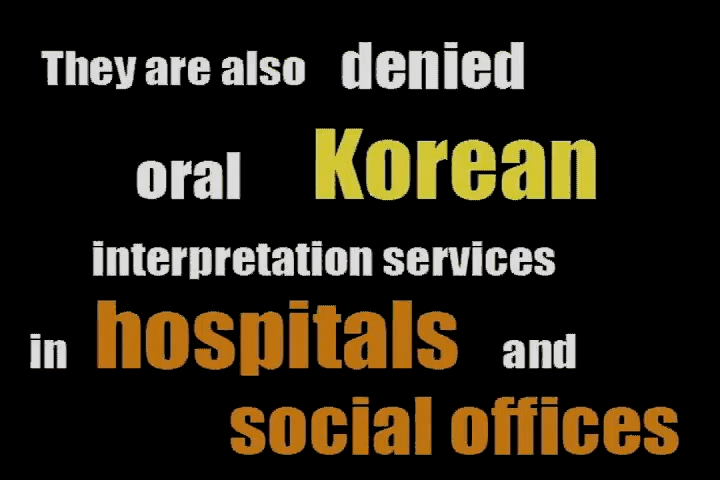 They are also denied
oral Korean
interpretation services
in hospitals and
social offices